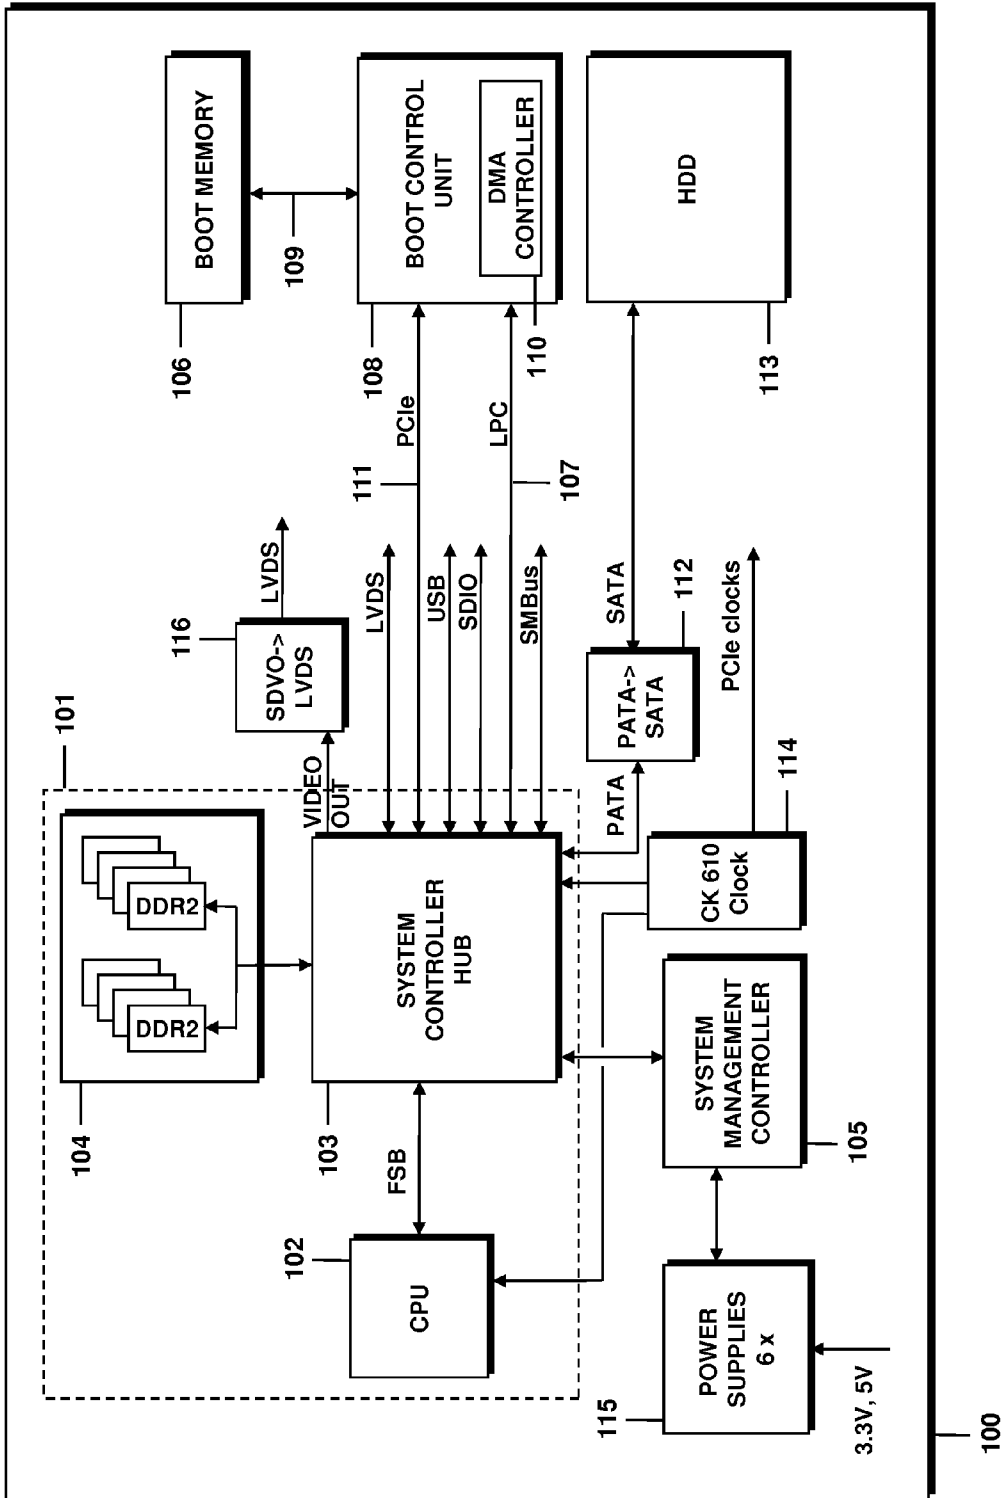 BOOT MEMORY
106
109
BOOT CONTROL
UNIT
DMA
CONTROLLER
108
110
HDD
113
PCIe
111
LPC
107
LVDS
116
SDVO->
LVDS
LVDS
USB
SDIO
SMBus
SATA
112
PATA->
SATA
PATA
PCIe clocks
114
CK 610
Clock
101
VIDEO
OUT
DDR2
DDR2
104
SYSTEM
CONTROLLER
HUB
103
FSB
102
CPU
SYSTEM
MANAGEMENT
CONTROLLER
105
POWER
SUPPLIES
6 x
115
3.3V, 5V
100